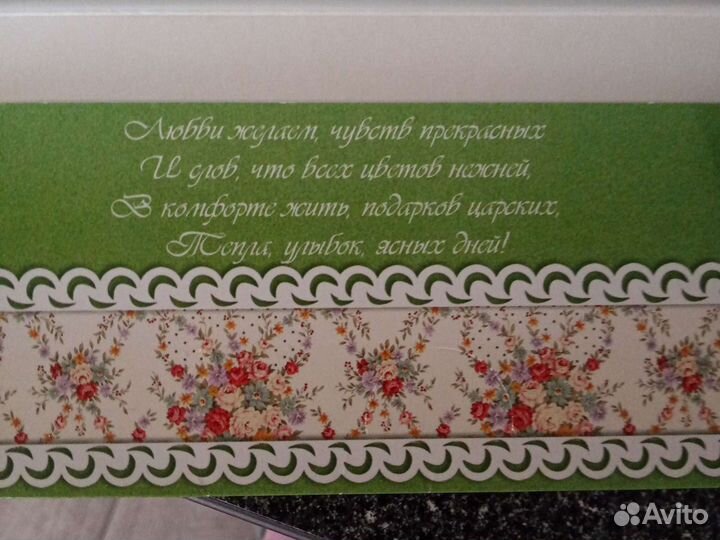 Любви желаем, чувств прекрасных
И слов, что всех цветов нежней,
В комфорте жить, подарков царских,
Тепла, улыбок, ясных дней!
Avito